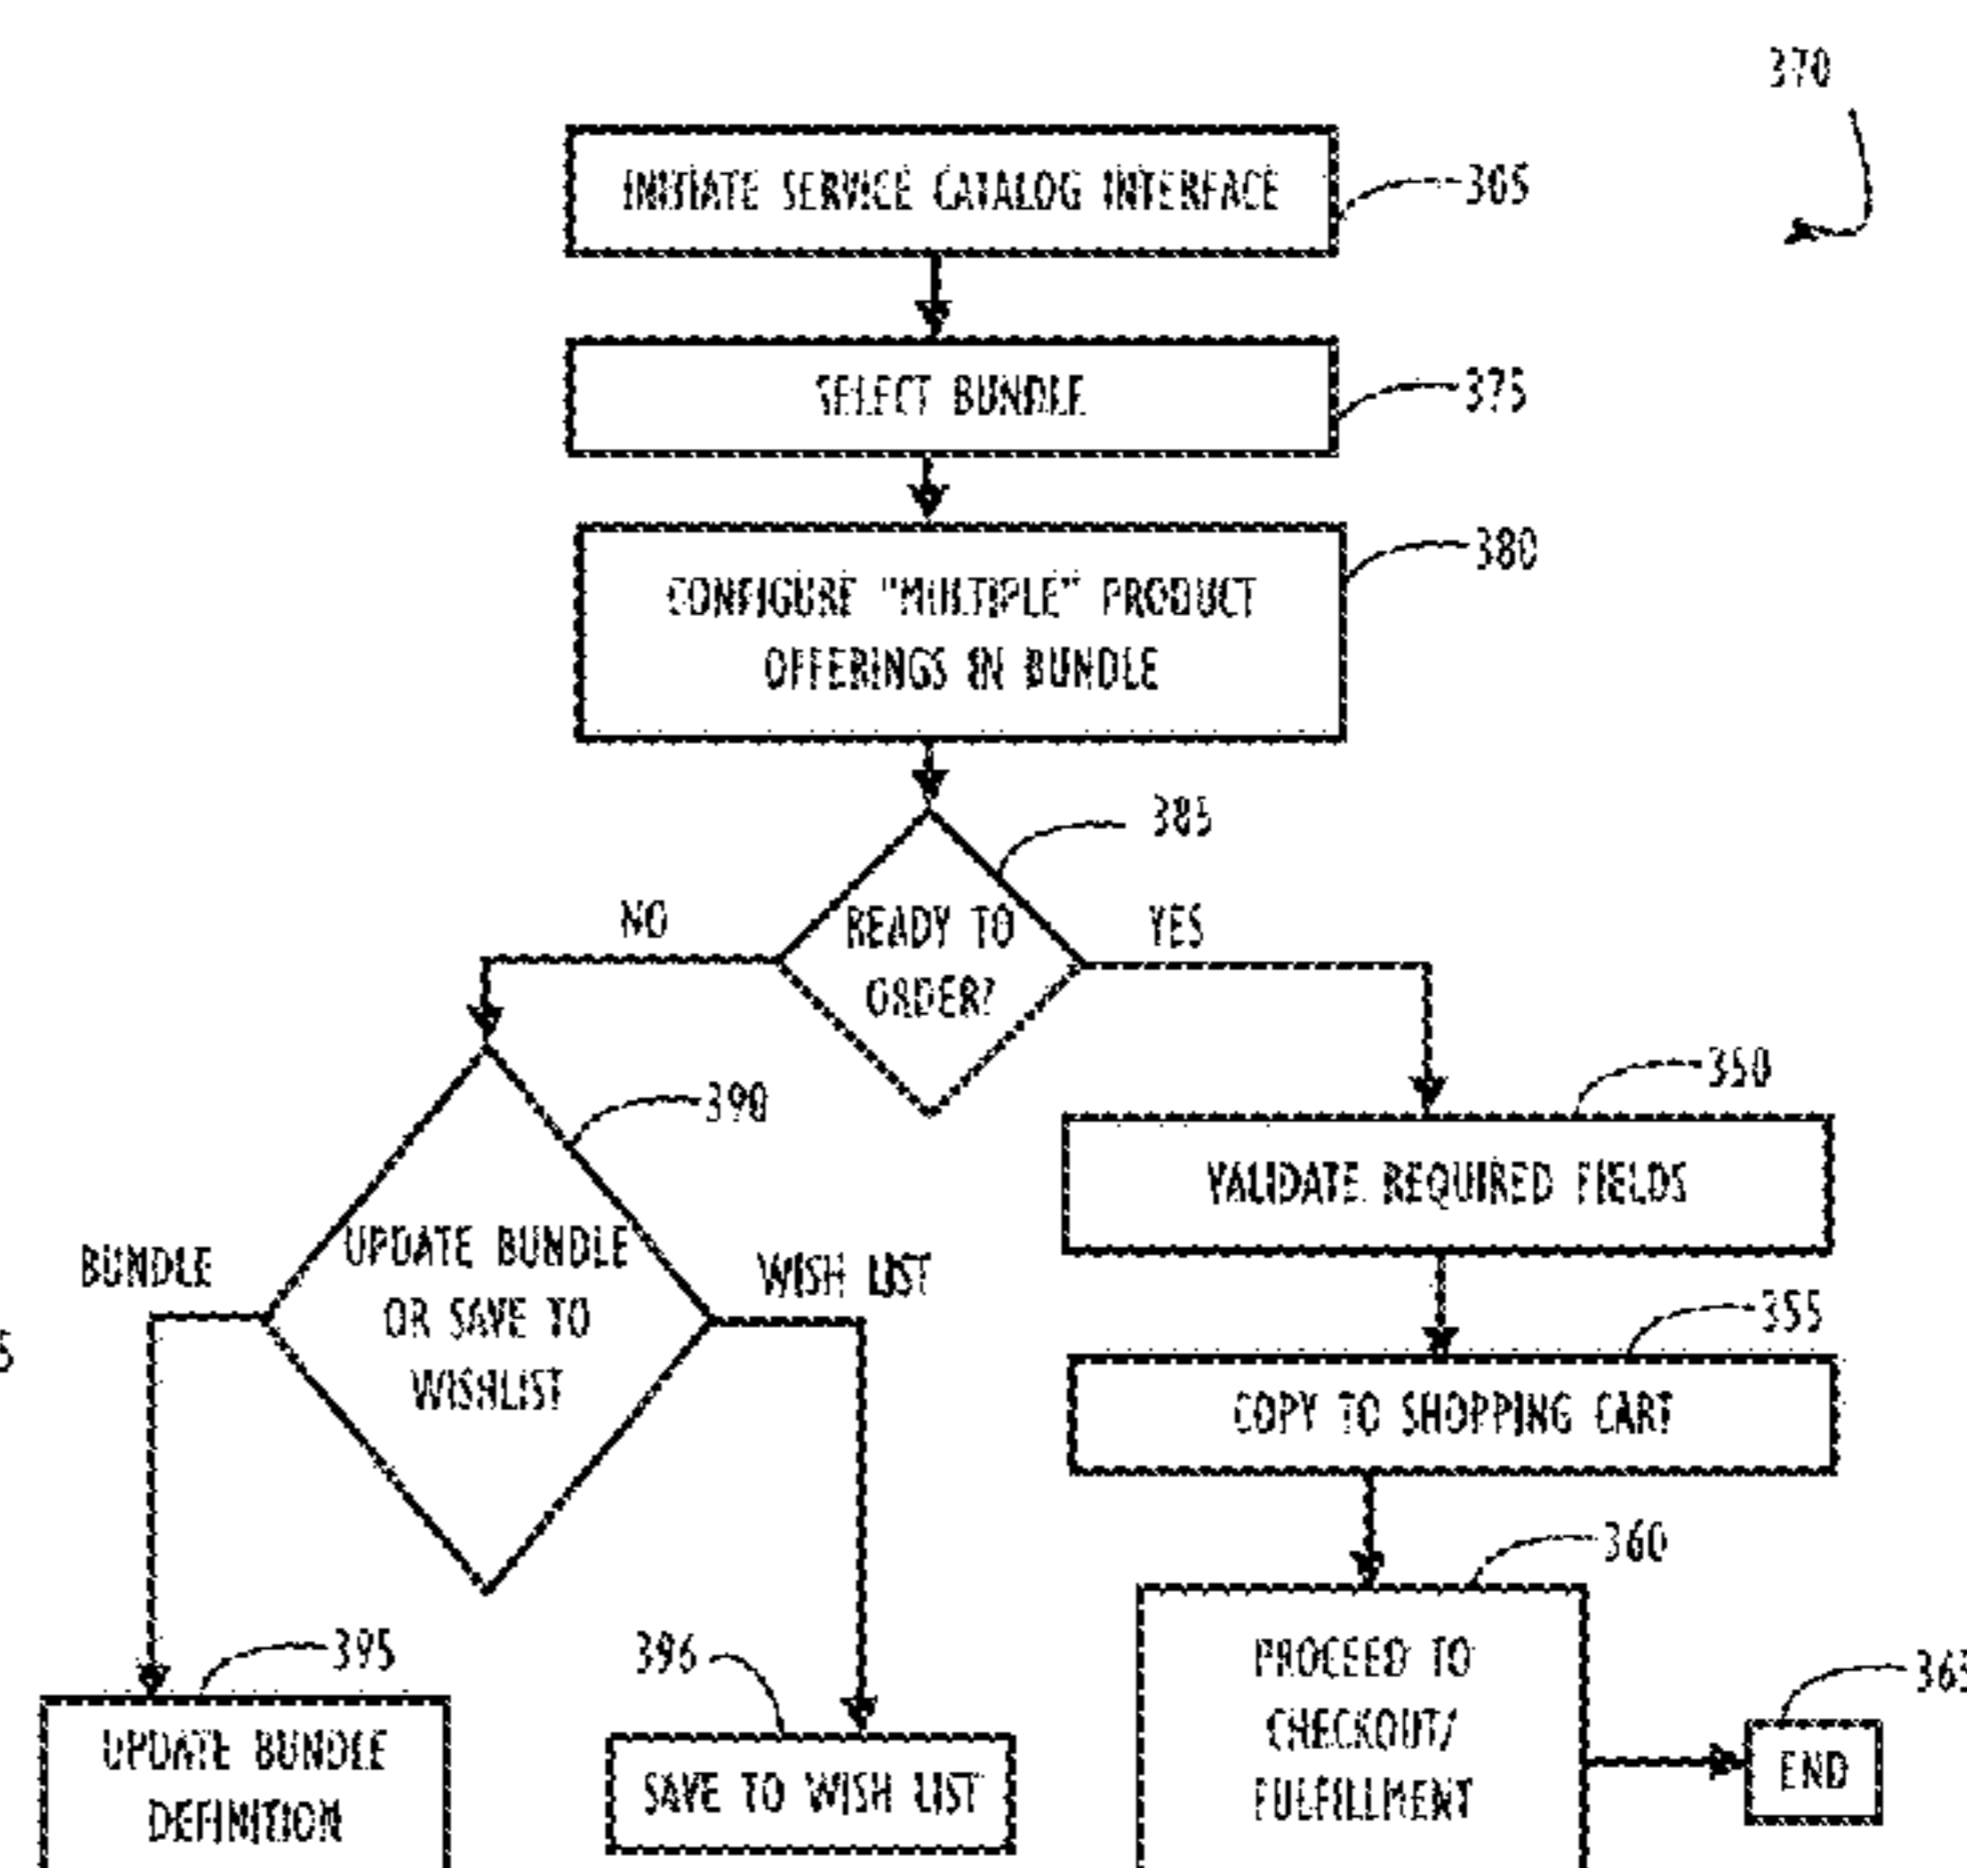 370
INITIATE SERVICE CATALOG INTERFACE
305
SELECT BUNDLE
375
CONFIGURE "MULTIPLE" PRODUCT
OFFERINGS IN BUNDLE
380
385
READY TO
ORDER?
NO
YES
390
350
UPDATE BUNDLE
OR SAVE TO
WISHLIST
BUNDLE
WISH LIST
VALIDATE REQUIRED FIELDS
355
COPY TO SHOPPING CART
360
395
396
365
UPDATE BUNDLE
DEFINITION
SAVE TO WISH LIST
PROCEED TO
CHECKOUT/
FULFILLMENT
END